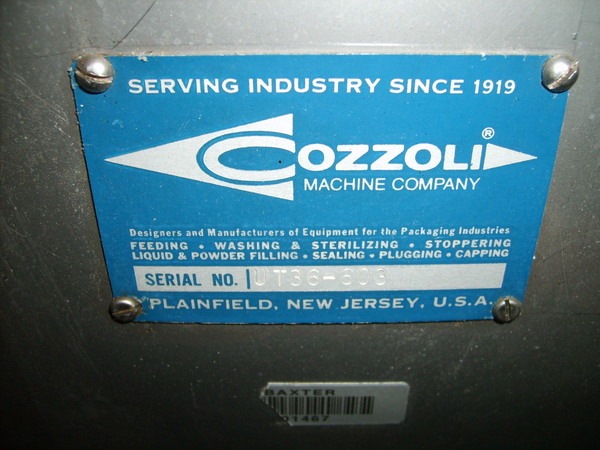 SERVING INDUSTRY SINCE 1919
COZZOLI®
MACHINE COMPANY
Designers and Manufacturers of Equipment for the Packaging Industries
FEEDING • WASHING & STERILIZING • STOPPERING
LIQUID & POWDER FILLING • SEALING • PLUGGING • CAPPING
SERIAL NO.
PLAINFIELD, NEW JERSEY, U.S.A.
BAXTER